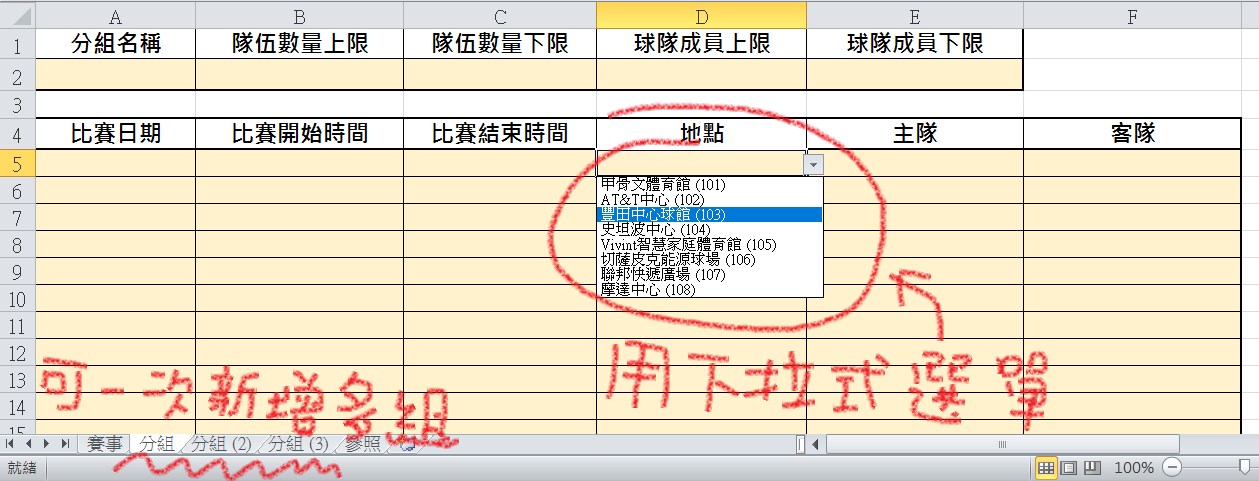 A B C D E F
1 分組名稱 隊伍數量上限 隊伍數量下限 球隊成員上限 球隊成員下限
2
3
4 比賽日期 比賽開始時間 比賽結束時間 地點 主隊 客隊
5
6 甲骨文體育館 (101)
AT&T中心 (102)
7 豐田中心球館 (103)
史坦波中心 (104)
8 Vivint智慧家庭體育館 (105)
9 切薩皮克能源球場 (106)
聯邦快遞廣場 (107)
10 摩達中心 (108)
11
12
13 可一次新增多組 用下拉式選單
14
15
賽事 分組 分組 (2) 分組 (3) 參照
就緒 100%